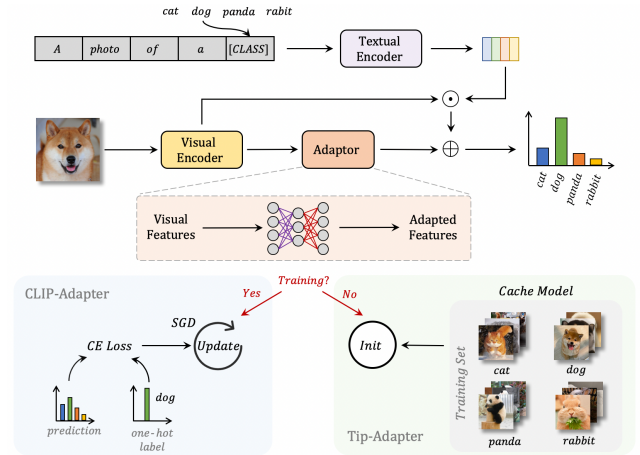 cat dog panda rabit
A photo of a [CLASS]
Textual
Encoder
Visual
Encoder
Adaptor
cat
dog
panda
rabbit
Visual
Features
Adapted
Features
CLIP-Adapter
Training?
Yes
No
Cache Model
SGD
CE Loss
Update
Init
Training Set
cat
dog
dog
panda
rabbit
prediction
one-hot
label
Tip-Adapter